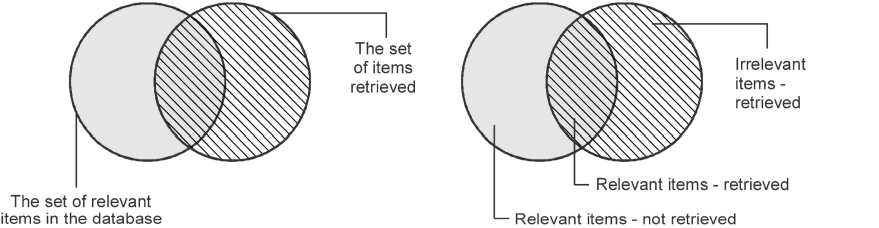 The set
of items
retrieved
The set of relevant
items in the database
Irrelevant
items -
retrieved
Relevant items - retrieved
Relevant items - not retrieved